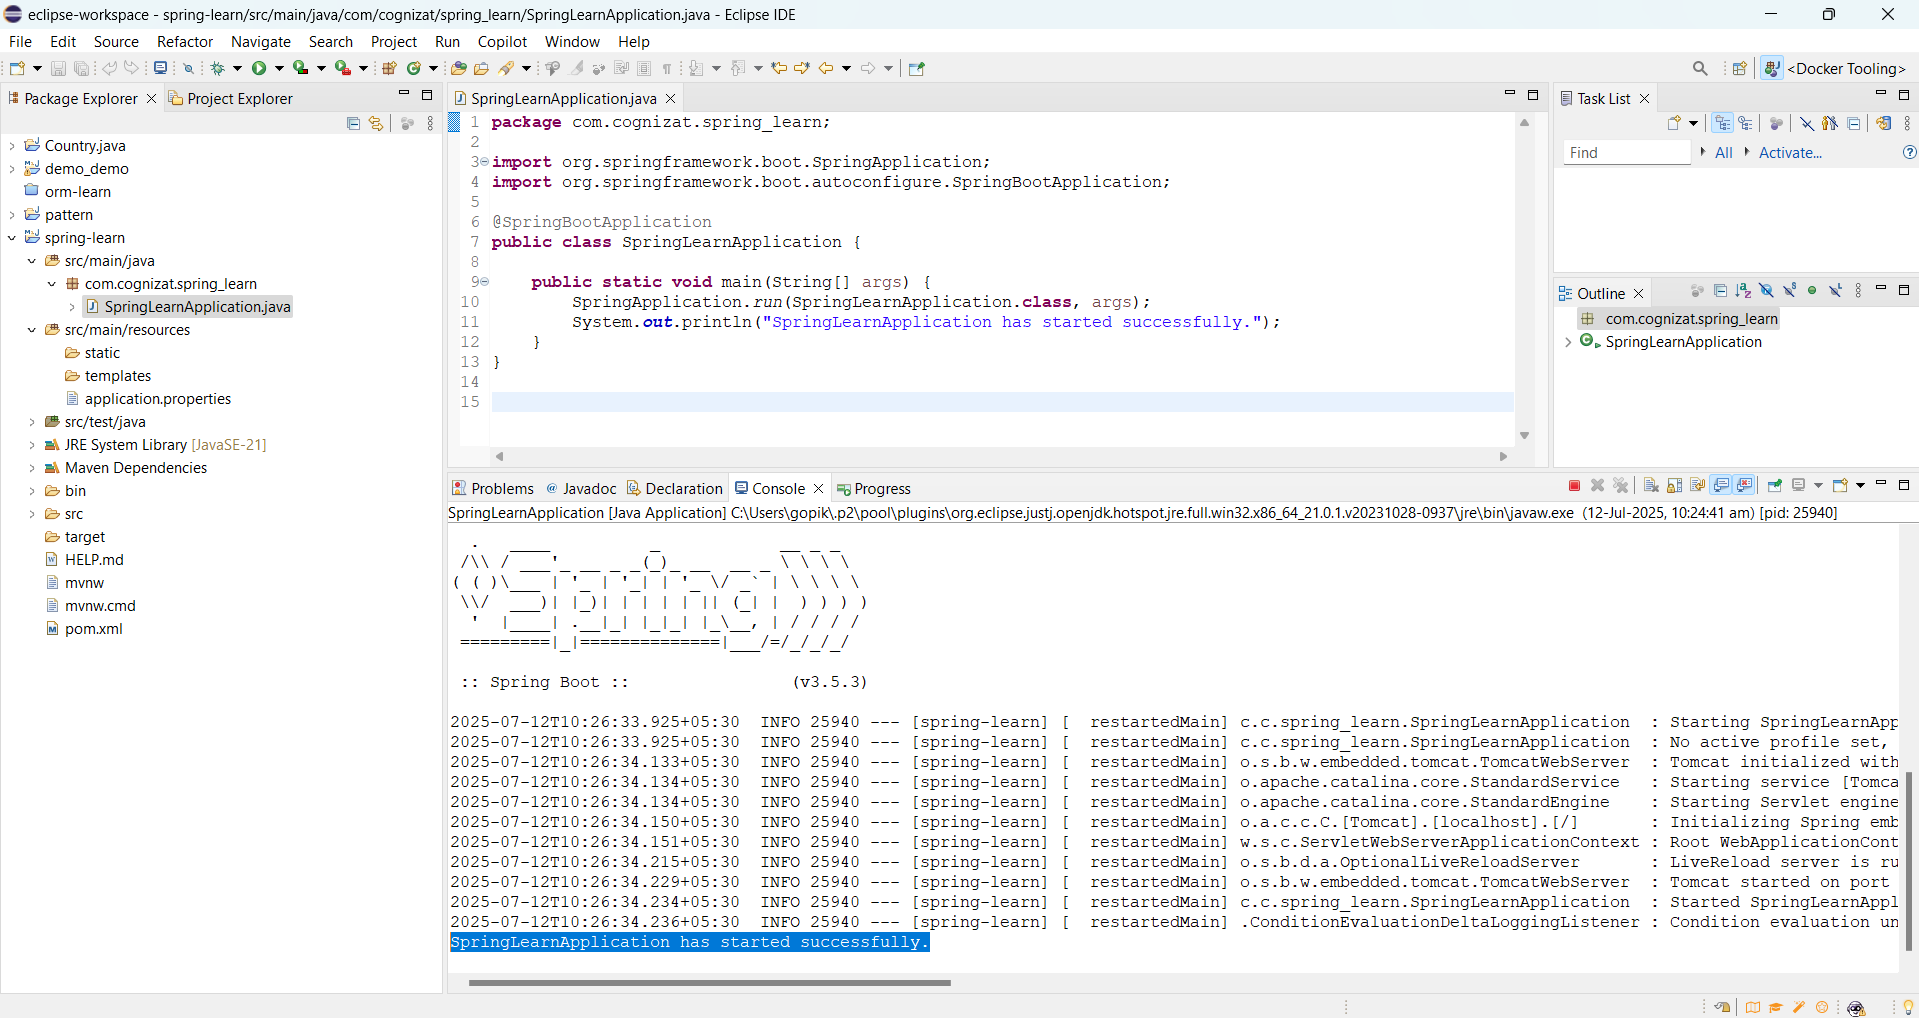 eclipse-workspace - spring-learn/src/main/java/com/cognizat/spring_learn/SpringLearnApplication.java - Eclipse IDE
File Edit Source Refactor Navigate Search Project Run Copilot Window Help
<Docker Tooling>
Package Explorer
Project Explorer
Country.java
demo_demo
orm-learn
pattern
spring-learn
src/main/java
com.cognizat.spring_learn
SpringLearnApplication.java
src/main/resources
static
templates
application.properties
src/test/java
JRE System Library [JavaSE-21]
Maven Dependencies
bin
src
target
HELP.md
mvnw
mvnw.cmd
pom.xml
SpringLearnApplication.java
1 package com.cognizat.spring_learn;
2
3 import org.springframework.boot.SpringApplication;
4 import org.springframework.boot.autoconfigure.SpringBootApplication;
5
6 @SpringBootApplication
7 public class SpringLearnApplication {
8
9 public static void main(String[] args) {
10 SpringApplication.run(SpringLearnApplication.class, args);
11 System.out.println("SpringLearnApplication has started successfully.");
12 }
13 }
14
15
Task List
Find
All
Activate...
Outline
com.cognizat.spring_learn
SpringLearnApplication
Problems @ Javadoc Declaration Console Progress
SpringLearnApplication [Java Application] C:\Users\gopik\.p2\pool\plugins\org.eclipse.justj.openjdk.hotspot.jre.full.win32.x86_64_21.0.1.v20231028-0937\jre\bin\javaw.exe (12-Jul-2025, 10:24:41 am) [pid: 25940]
Spring
:: Spring Boot :: (v3.5.3)
2025-07-12T10:26:33.925+05:30 INFO 25940 --- [spring-learn] [ restartedMain] c.c.spring_learn.SpringLearnApplication : Starting SpringLearnApp
2025-07-12T10:26:33.925+05:30 INFO 25940 --- [spring-learn] [ restartedMain] c.c.spring_learn.SpringLearnApplication : No active profile set,
2025-07-12T10:26:34.133+05:30 INFO 25940 --- [spring-learn] [ restartedMain] o.s.b.w.embedded.tomcat.TomcatWebServer : Tomcat initialized with
2025-07-12T10:26:34.134+05:30 INFO 25940 --- [spring-learn] [ restartedMain] o.apache.catalina.core.StandardService : Starting service [Tomca
2025-07-12T10:26:34.134+05:30 INFO 25940 --- [spring-learn] [ restartedMain] o.apache.catalina.core.StandardEngine : Starting Servlet engine
2025-07-12T10:26:34.150+05:30 INFO 25940 --- [spring-learn] [ restartedMain] o.a.c.c.C.[Tomcat].[localhost].[/] : Initializing Spring emb
2025-07-12T10:26:34.151+05:30 INFO 25940 --- [spring-learn] [ restartedMain] w.s.c.ServletWebServerApplicationContext : Root WebApplicationCont
2025-07-12T10:26:34.215+05:30 INFO 25940 --- [spring-learn] [ restartedMain] o.s.b.d.a.OptionalLiveReloadServer : LiveReload server is ru
2025-07-12T10:26:34.229+05:30 INFO 25940 --- [spring-learn] [ restartedMain] o.s.b.w.embedded.tomcat.TomcatWebServer : Tomcat started on port
2025-07-12T10:26:34.234+05:30 INFO 25940 --- [spring-learn] [ restartedMain] c.c.spring_learn.SpringLearnApplication : Started SpringLearnAppl
2025-07-12T10:26:34.236+05:30 INFO 25940 --- [spring-learn] [ restartedMain] .ConditionEvaluationDeltaLoggingListener : Condition evaluation un
SpringLearnApplication has started successfully.